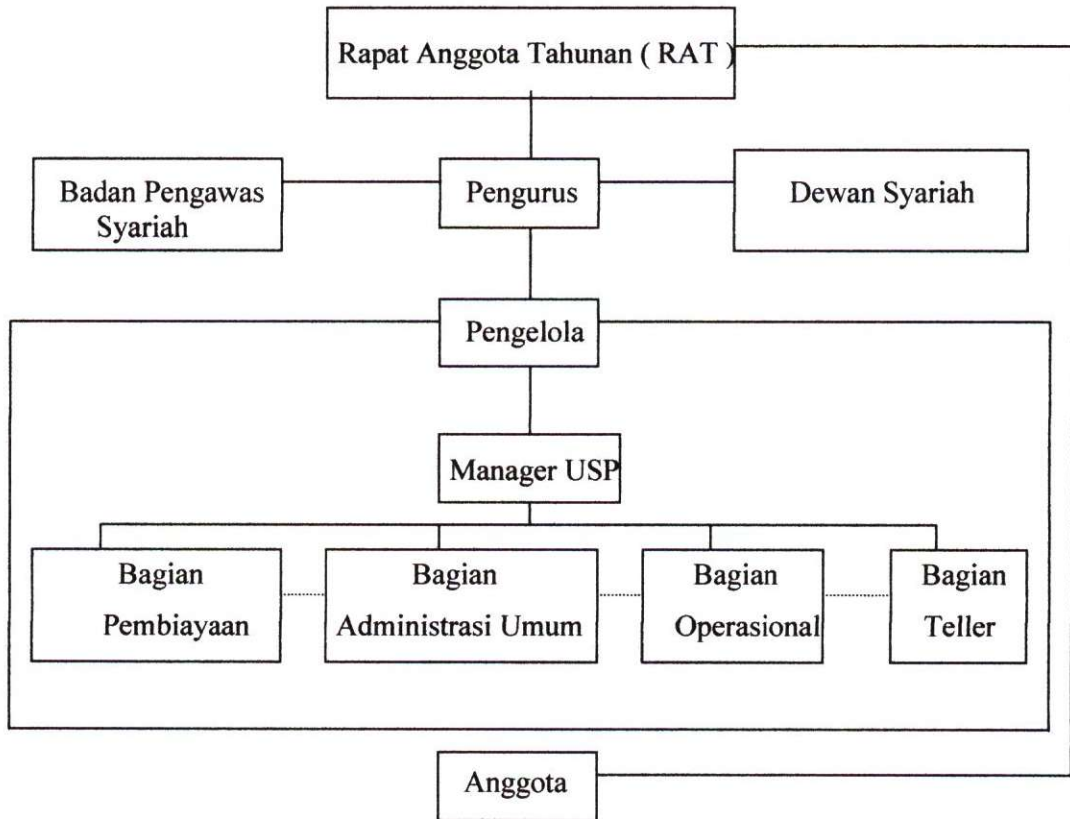 Rapat Anggota Tahunan ( RAT )
Badan Pengawas
Syariah
Pengurus
Dewan Syariah
Pengelola
Manager USP
Bagian
Pembiayaan
Bagian
Administrasi Umum
Bagian
Operasional
Bagian
Teller
Anggota